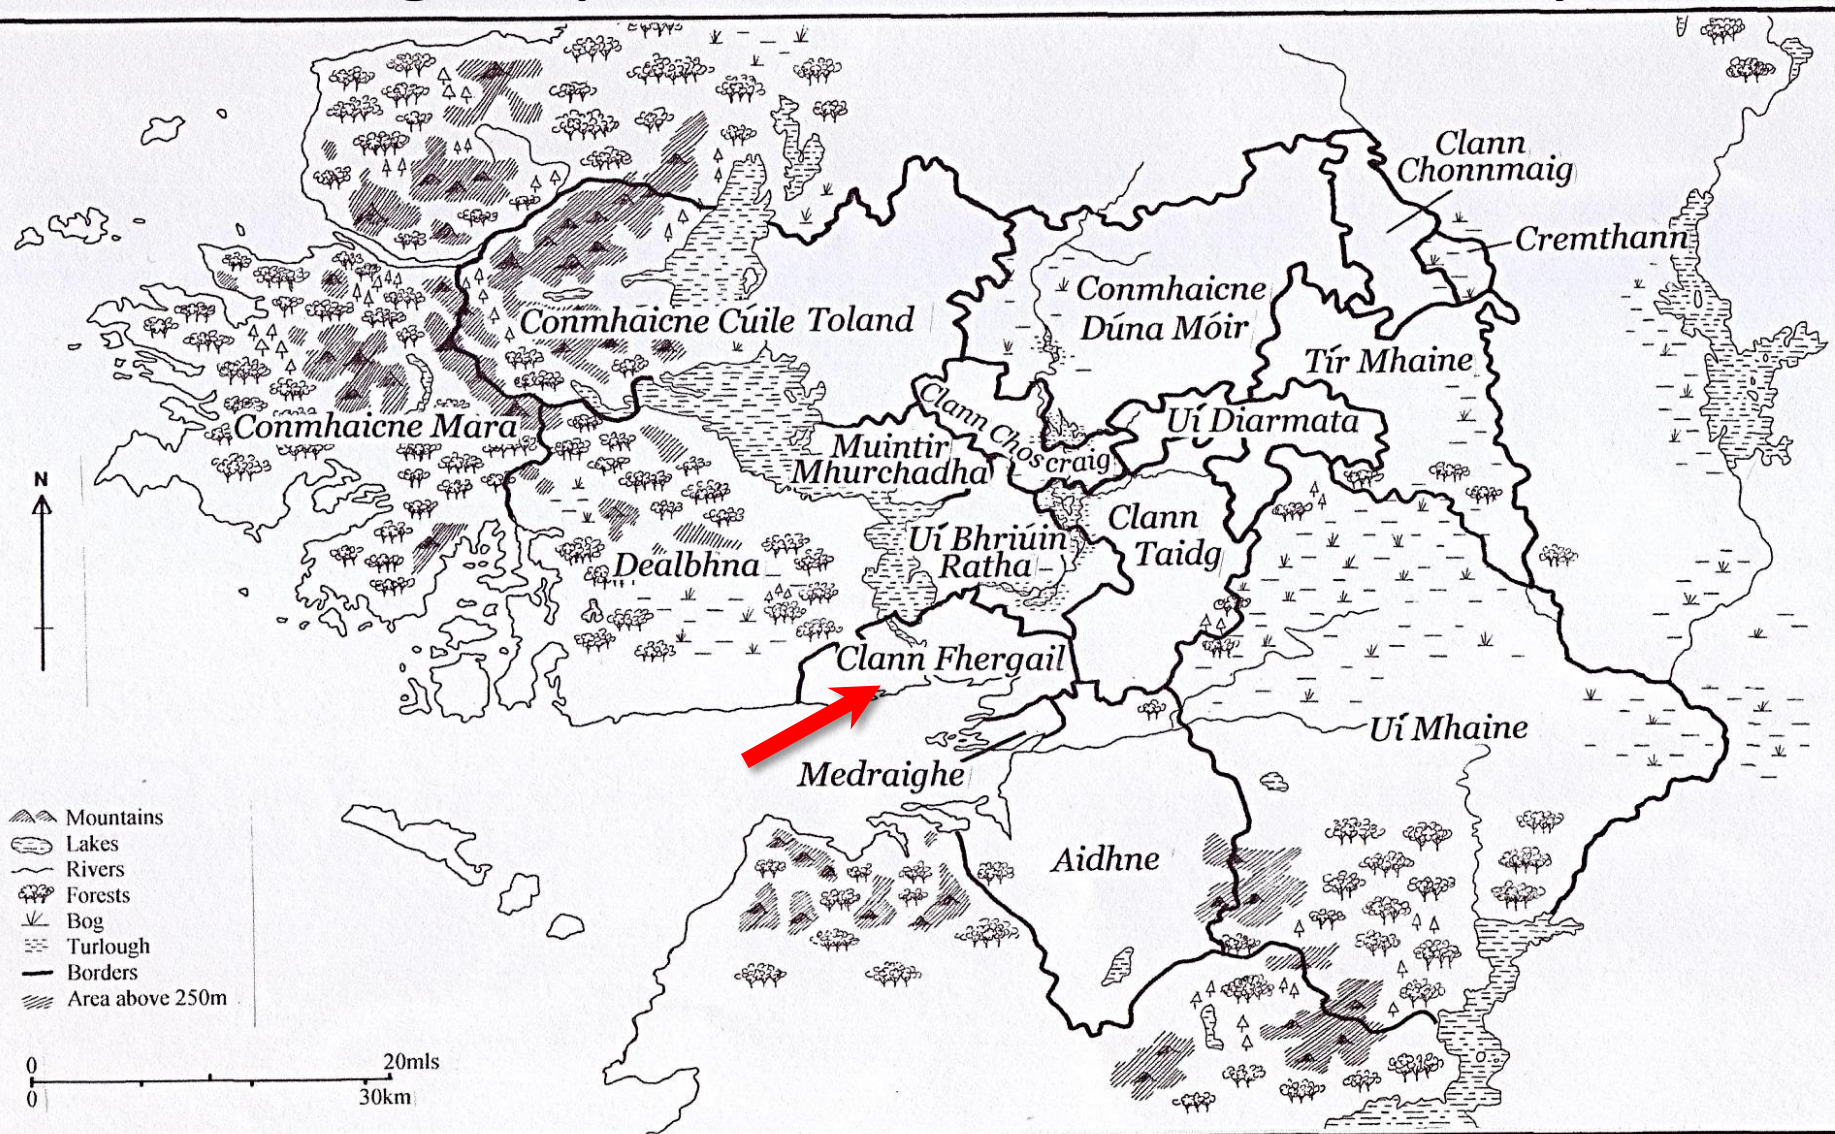 Clann
Chonnmaig
Cremthann
Conmhaicne
Dúna Móir
Conmhaicne Cúile Toland
Tír Mhaine
Clann Choscraig
Uí Diarmata
Conmhaicne Mara
Muintir
Mhurchadha
Clann
Taidg
Uí Bhriúin
Ratha
Dealbhna
Clann Fhergail
Uí Mhaine
Medraighe
Aidhne
N
Mountains
Lakes
Rivers
Forests
Bog
Turlough
Borders
Area above 250m
0
20mls
0
30km